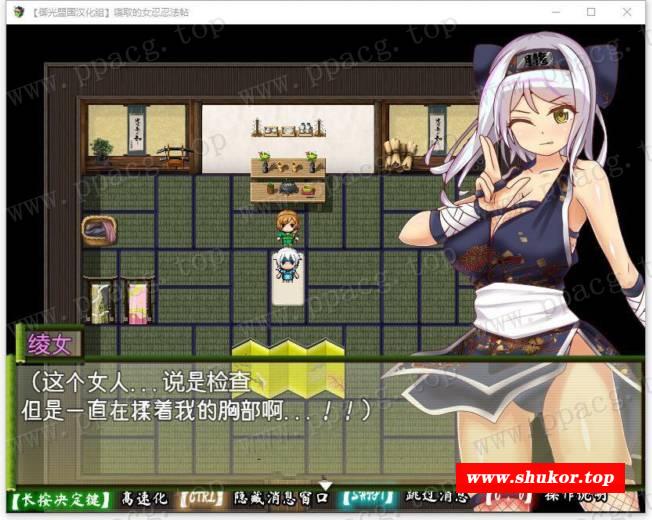 【御光盟国汉化组】寝取的女忍忍法帖
www.ppacg.top
绫女
（这个女人...说是检查
但是一直在揉着我的胸部啊...！！）
www.shukor.top
【长按决定键】高速化 【CTRL】隐藏消息窗口 【SHIFT】跳过消息 操作说明